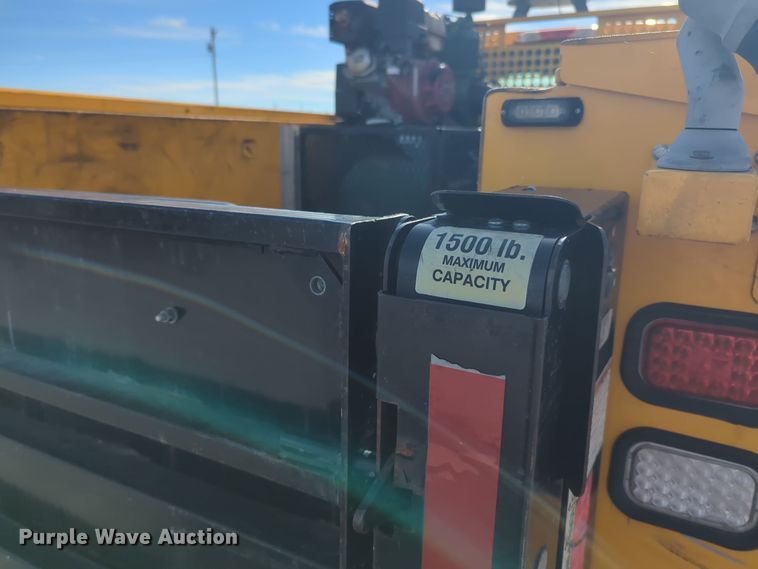 1500 lb.
MAXIMUM
CAPACITY
Purple Wave Auction